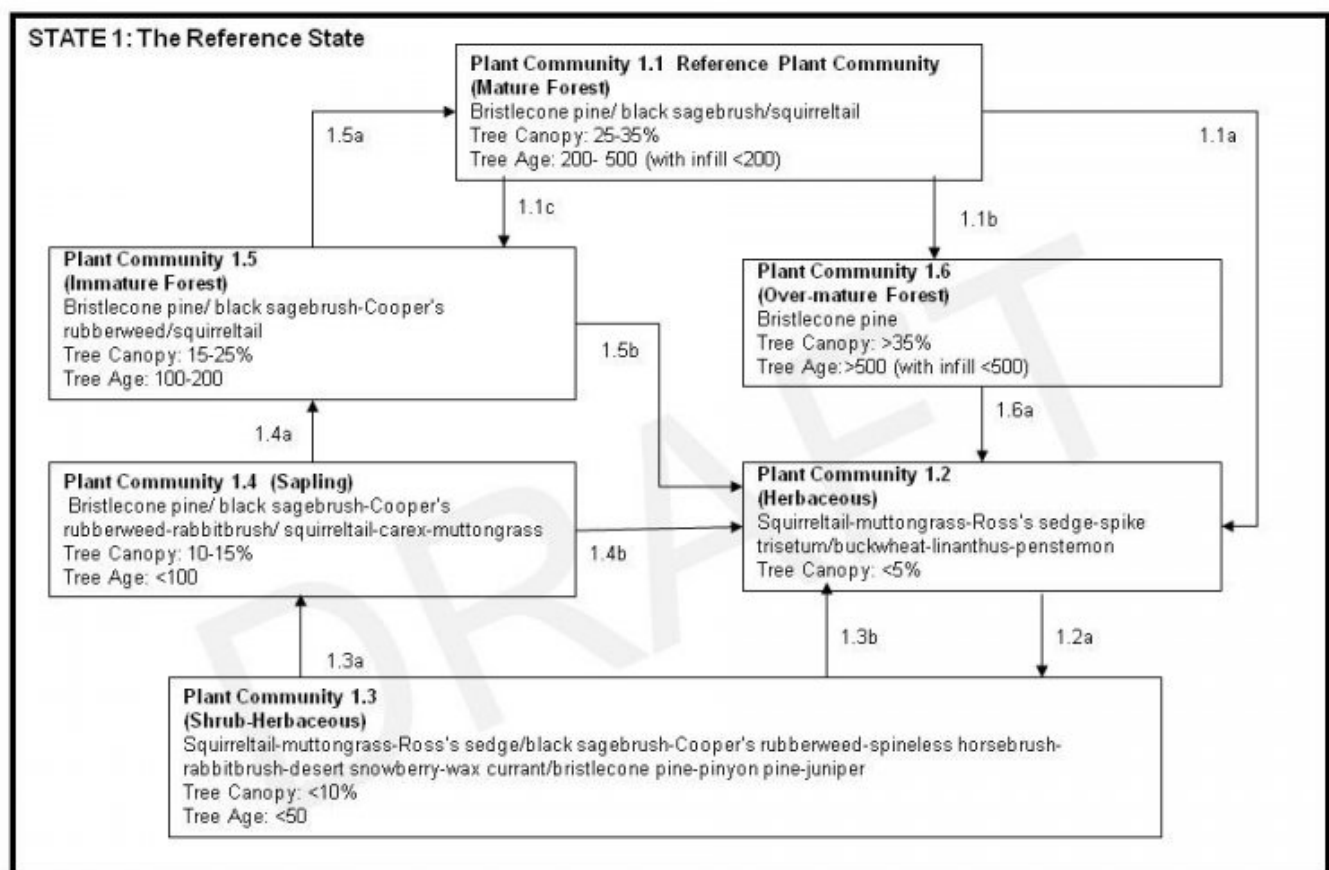 STATE 1: The Reference State
Plant Community 1.1 Reference Plant Community
(Mature Forest)
Bristlecone pine/ black sagebrush/squirreltail
Tree Canopy: 25-35%
Tree Age: 200- 500 (with infill <200)
1.5a
1.1a
1.1c
1.1b
Plant Community 1.5
(Immature Forest)
Bristlecone pine/ black sagebrush-Cooper's
rubberweed/squirreltail
Tree Canopy: 15-25%
Tree Age: 100-200
Plant Community 1.6
(Over-mature Forest)
Bristlecone pine
Tree Canopy: >35%
Tree Age:>500 (with infill <500)
1.5b
1.4a
1.6a
Plant Community 1.4 (Sapling)
Bristlecone pine/ black sagebrush-Cooper's
rubberweed-rabbitbrush/ squirreltail-carex-muttongrass
Tree Canopy: 10-15%
Tree Age: <100
1.4b
Plant Community 1.2
(Herbaceous)
Squirreltail-muttongrass-Ross's sedge-spike
trisetum/buckwheat-linanthus-penstemon
Tree Canopy: <5%
1.3a
1.3b
1.2a
Plant Community 1.3
(Shrub-Herbaceous)
Squirreltail-muttongrass-Ross's sedge/black sagebrush-Cooper's rubberweed-spineless horsebrush-
rabbitbrush-desert snowberry-wax currant/bristlecone pine-pinyon pine-juniper
Tree Canopy: <10%
Tree Age: <50
DRAFT